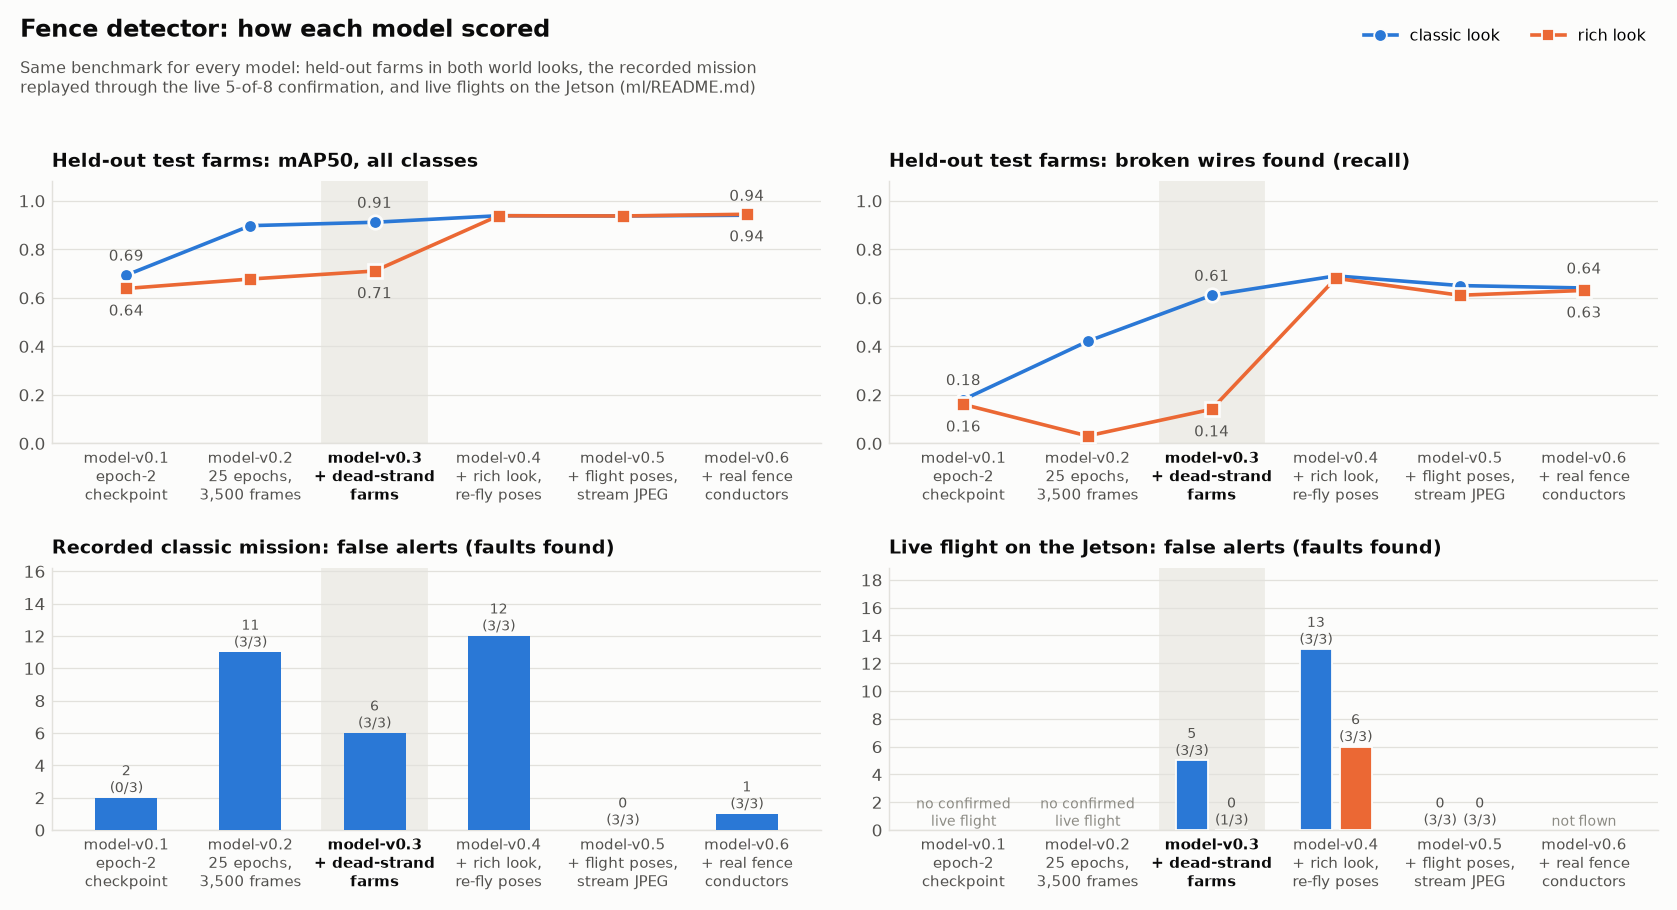 Fence detector: how each model scored
classic look
rich look
Same benchmark for every model: held-out farms in both world looks, the recorded mission
replayed through the live 5-of-8 confirmation, and live flights on the Jetson (ml/README.md)
Held-out test farms: mAP50, all classes
1.0
0.8
0.6
0.4
0.2
0.0
0.69
0.64
0.91
0.71
0.94
0.94
model-v0.1
epoch-2
checkpoint
model-v0.2
25 epochs,
3,500 frames
model-v0.3
+ dead-strand
farms
model-v0.4
+ rich look,
re-fly poses
model-v0.5
+ flight poses,
stream JPEG
model-v0.6
+ real fence
conductors
Held-out test farms: broken wires found (recall)
1.0
0.8
0.6
0.4
0.2
0.0
0.18
0.16
0.61
0.14
0.64
0.63
model-v0.1
epoch-2
checkpoint
model-v0.2
25 epochs,
3,500 frames
model-v0.3
+ dead-strand
farms
model-v0.4
+ rich look,
re-fly poses
model-v0.5
+ flight poses,
stream JPEG
model-v0.6
+ real fence
conductors
Recorded classic mission: false alerts (faults found)
16
14
12
10
8
6
4
2
0
2
(0/3)
11
(3/3)
6
(3/3)
12
(3/3)
0
(3/3)
1
(3/3)
model-v0.1
epoch-2
checkpoint
model-v0.2
25 epochs,
3,500 frames
model-v0.3
+ dead-strand
farms
model-v0.4
+ rich look,
re-fly poses
model-v0.5
+ flight poses,
stream JPEG
model-v0.6
+ real fence
conductors
Live flight on the Jetson: false alerts (faults found)
18
16
14
12
10
8
6
4
2
0
no confirmed
live flight
no confirmed
live flight
5
(3/3)
0
(1/3)
13
(3/3)
6
(3/3)
0
(3/3)
0
(3/3)
not flown
model-v0.1
epoch-2
checkpoint
model-v0.2
25 epochs,
3,500 frames
model-v0.3
+ dead-strand
farms
model-v0.4
+ rich look,
re-fly poses
model-v0.5
+ flight poses,
stream JPEG
model-v0.6
+ real fence
conductors